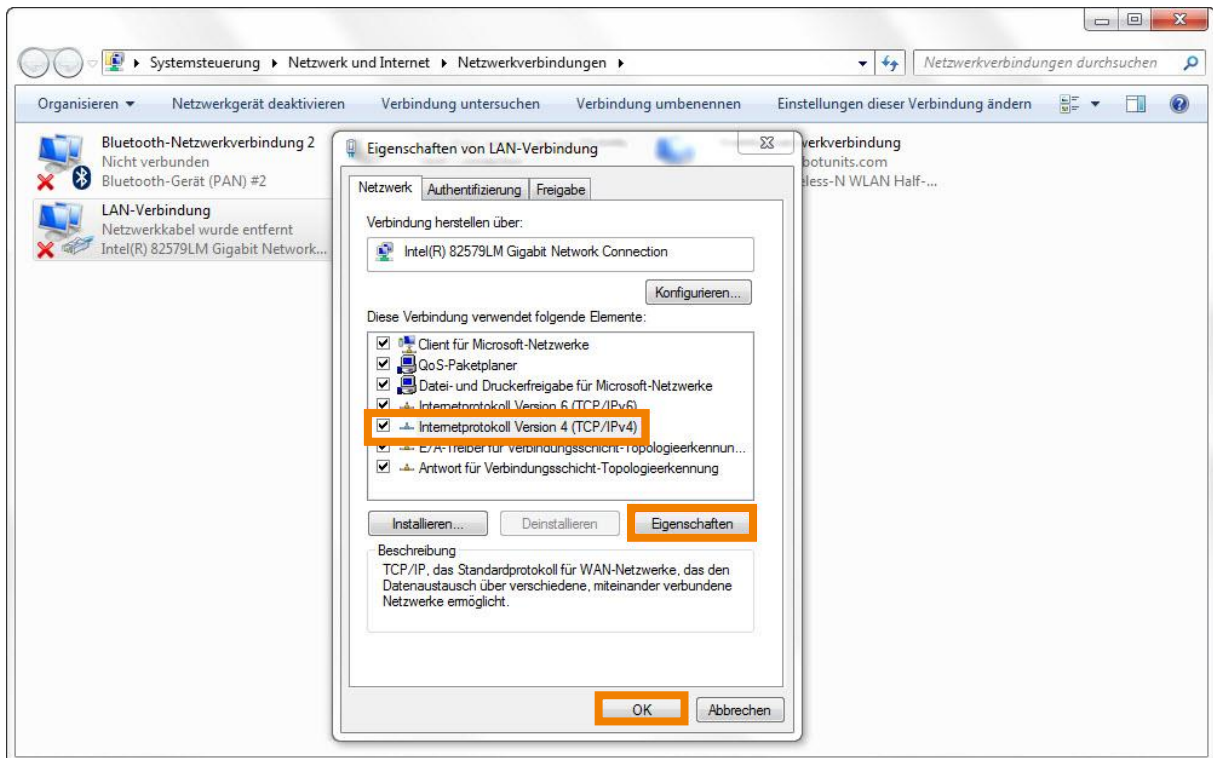 Systemsteuerung ▸ Netzwerk und Internet ▸ Netzwerkverbindungen ▸
Netzwerkverbindungen durchsuchen
Organisieren
Netzwerkgerät deaktivieren
Verbindung untersuchen
Verbindung umbenennen
Einstellungen dieser Verbindung ändern
Bluetooth-Netzwerkverbindung 2
Nicht verbunden
Bluetooth-Gerät (PAN) #2
LAN-Verbindung
Netzwerkkabel wurde entfernt
Intel(R) 82579LM Gigabit Network...
werkverbindung
botunits.com
eless-N WLAN Half-...
Eigenschaften von LAN-Verbindung
Netzwerk
Authentifizierung
Freigabe
Verbindung herstellen über:
Intel(R) 82579LM Gigabit Network Connection
Konfigurieren...
Diese Verbindung verwendet folgende Elemente:
Client für Microsoft-Netzwerke
QoS-Paketplaner
Datei- und Druckerfreigabe für Microsoft-Netzwerke
Internetprotokoll Version 6 (TCP/IPv6)
Internetprotokoll Version 4 (TCP/IPv4)
E/A-Treiber für Verbindungsschicht-Topologieerkennun...
Antwort für Verbindungsschicht-Topologieerkennung
Installieren...
Deinstallieren
Eigenschaften
Beschreibung
TCP/IP, das Standardprotokoll für WAN-Netzwerke, das den
Datenaustausch über verschiedene, miteinander verbundene
Netzwerke ermöglicht.
OK
Abbrechen